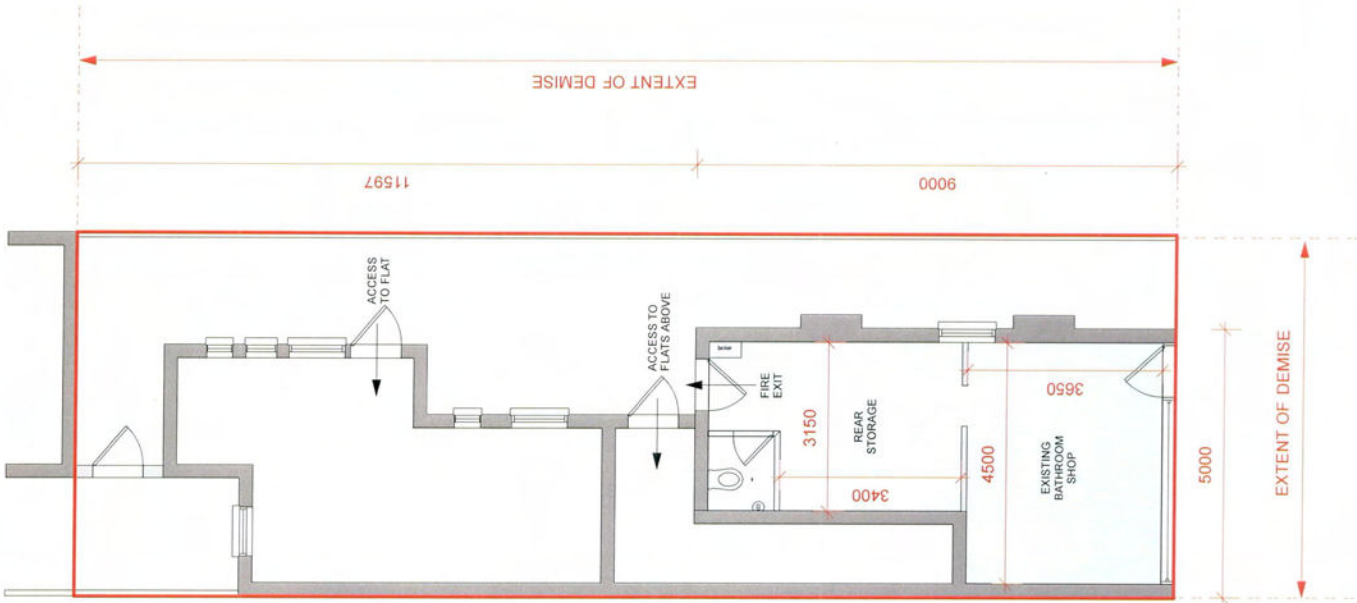 EXTENT OF DEMISE
11597
9000
ACCESS
TO FLAT
ACCESS TO
FLATS ABOVE
FIRE
EXIT
3150
REAR
STORAGE
3400
4500
3650
EXISTING
BATHROOM
SHOP
5000
EXTENT OF DEMISE